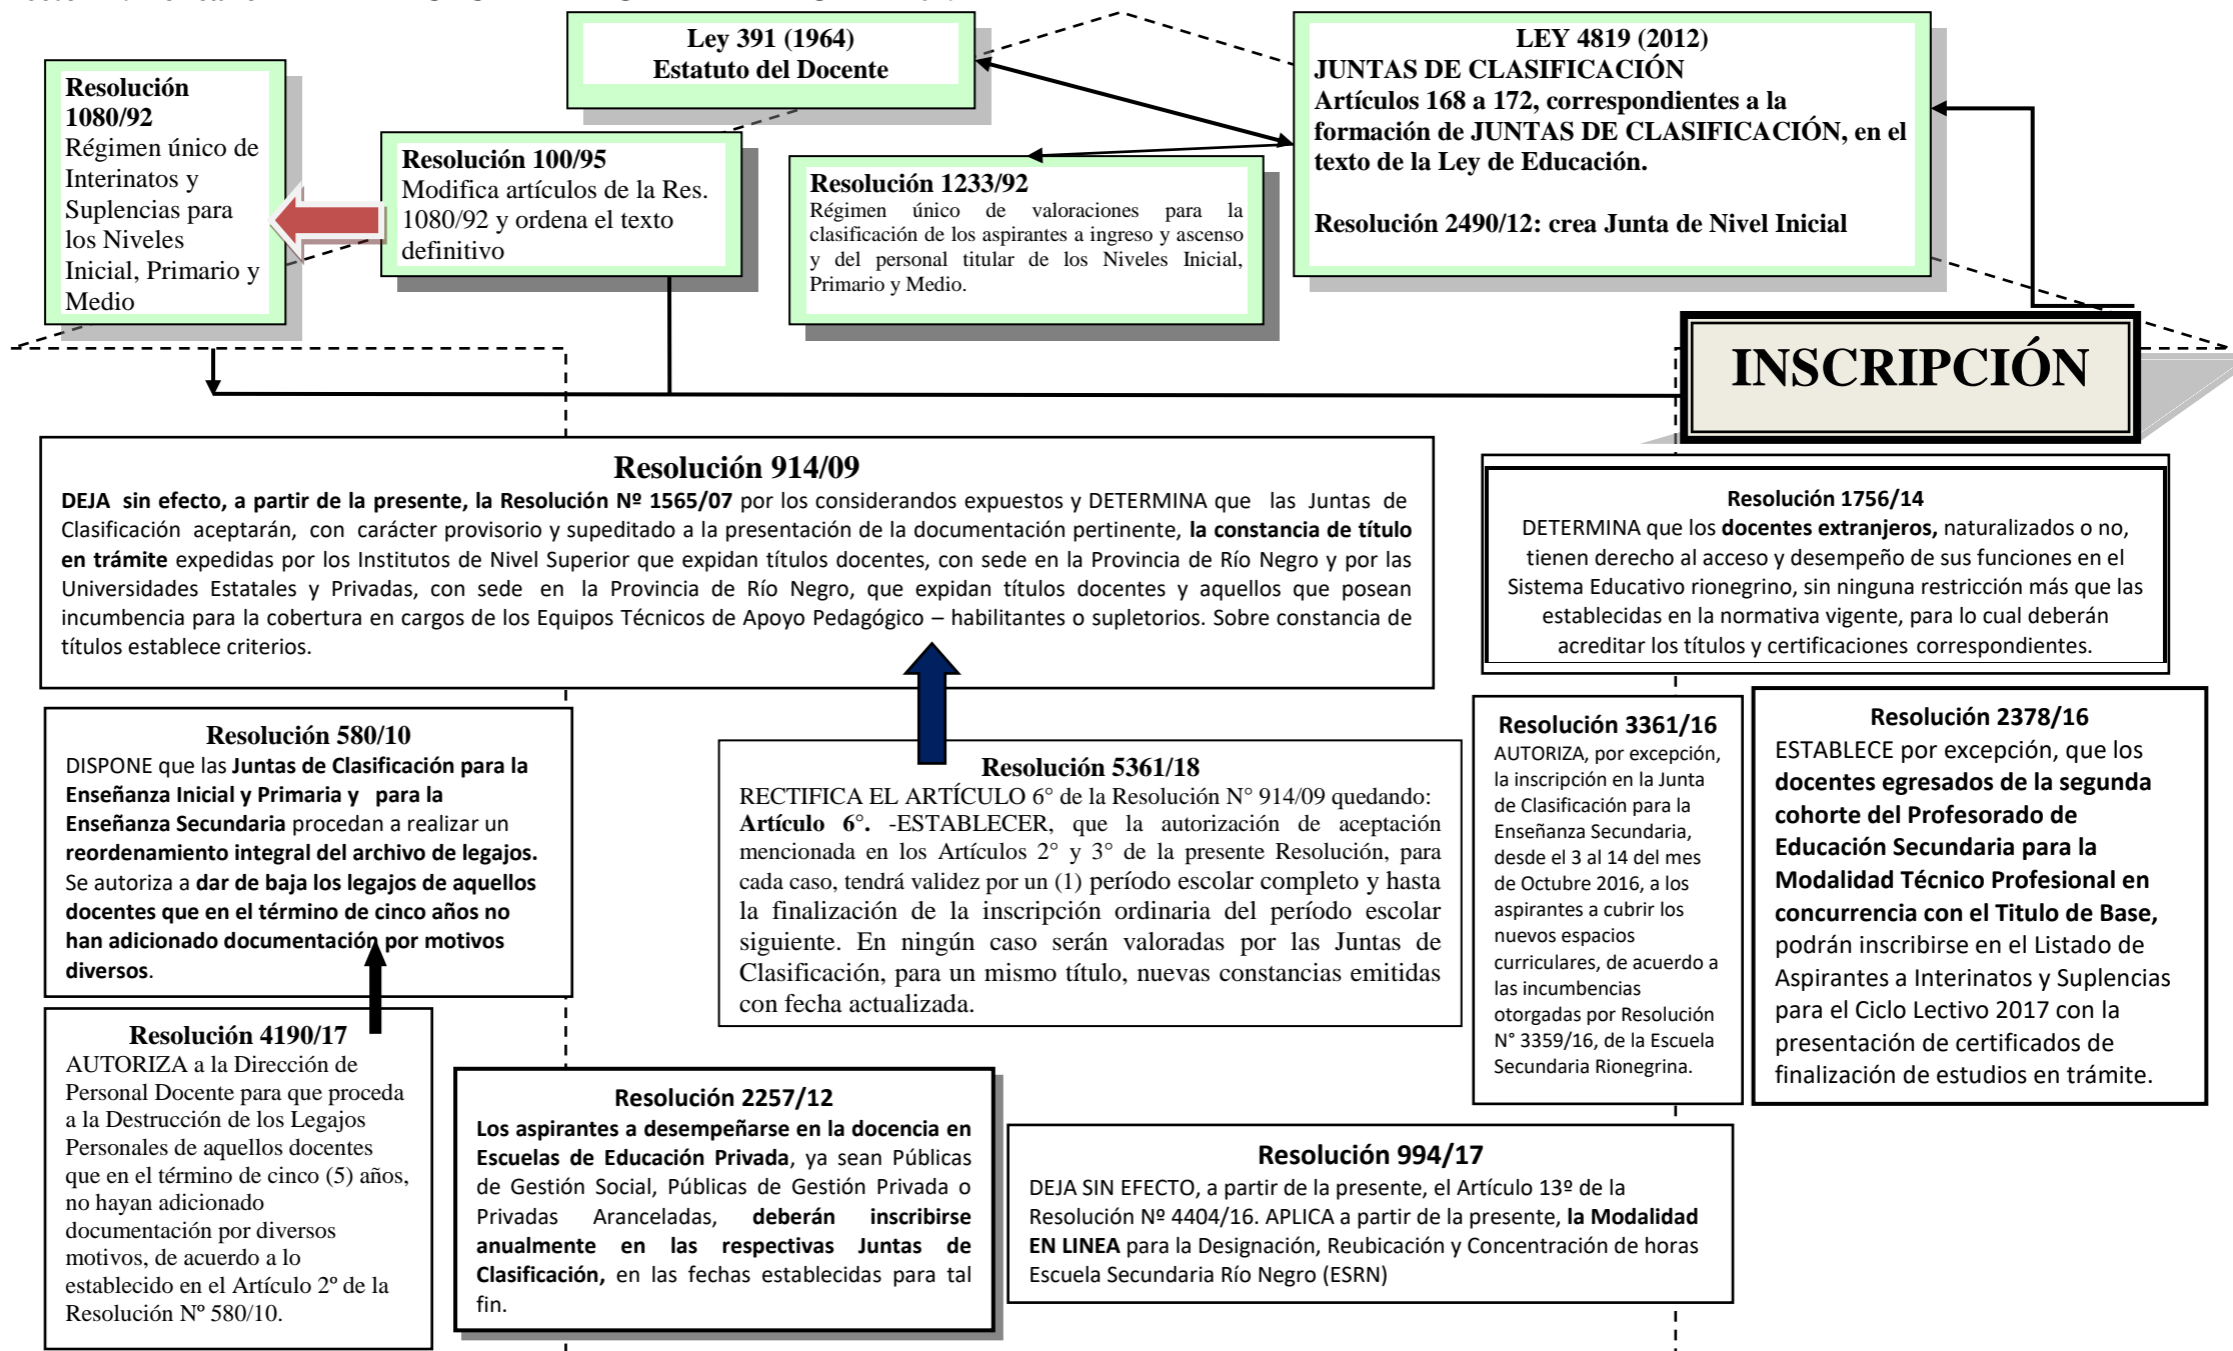 Ley 391 (1964)
Estatuto del Docente
LEY 4819 (2012)
JUNTAS DE CLASIFICACIÓN
Artículos 168 a 172, correspondientes a la
formación de JUNTAS DE CLASIFICACIÓN, en el
texto de la Ley de Educación.
Resolución 2490/12: crea Junta de Nivel Inicial
Resolución
1080/92
Régimen único de
Interinatos y
Suplencias para
los Niveles
Inicial, Primario y
Medio
Resolución 100/95
Modifica artículos de la Res.
1080/92 y ordena el texto
definitivo
Resolución 1233/92
Régimen único de valoraciones para la
clasificación de los aspirantes a ingreso y ascenso
y del personal titular de los Niveles Inicial,
Primario y Medio.
INSCRIPCIÓN
Resolución 914/09
DEJA sin efecto, a partir de la presente, la Resolución Nº 1565/07 por los considerandos expuestos y DETERMINA que las Juntas de
Clasificación aceptarán, con carácter provisorio y supeditado a la presentación de la documentación pertinente, la constancia de título
en trámite expedidas por los Institutos de Nivel Superior que expidan títulos docentes, con sede en la Provincia de Río Negro y por las
Universidades Estatales y Privadas, con sede en la Provincia de Río Negro, que expidan títulos docentes y aquellos que posean
incumbencia para la cobertura en cargos de los Equipos Técnicos de Apoyo Pedagógico – habilitantes o supletorios. Sobre constancia de
títulos establece criterios.
Resolución 1756/14
DETERMINA que los docentes extranjeros, naturalizados o no,
tienen derecho al acceso y desempeño de sus funciones en el
Sistema Educativo rionegrino, sin ninguna restricción más que las
establecidas en la normativa vigente, para lo cual deberán
acreditar los títulos y certificaciones correspondientes.
Resolución 580/10
DISPONE que las Juntas de Clasificación para la
Enseñanza Inicial y Primaria y para la
Enseñanza Secundaria procedan a realizar un
reordenamiento integral del archivo de legajos.
Se autoriza a dar de baja los legajos de aquellos
docentes que en el término de cinco años no
han adicionado documentación por motivos
diversos.
Resolución 5361/18
RECTIFICA EL ARTÍCULO 6° de la Resolución N° 914/09 quedando:
Artículo 6°. -ESTABLECER, que la autorización de aceptación
mencionada en los Artículos 2° y 3° de la presente Resolución, para
cada caso, tendrá validez por un (1) período escolar completo y hasta
la finalización de la inscripción ordinaria del período escolar
siguiente. En ningún caso serán valoradas por las Juntas de
Clasificación, para un mismo título, nuevas constancias emitidas
con fecha actualizada.
Resolución 3361/16
AUTORIZA, por excepción,
la inscripción en la Junta
de Clasificación para la
Enseñanza Secundaria,
desde el 3 al 14 del mes
de Octubre 2016, a los
aspirantes a cubrir los
nuevos espacios
curriculares, de acuerdo a
las incumbencias
otorgadas por Resolución
N° 3359/16, de la Escuela
Secundaria Rionegrina.
Resolución 2378/16
ESTABLECE por excepción, que los
docentes egresados de la segunda
cohorte del Profesorado de
Educación Secundaria para la
Modalidad Técnico Profesional en
concurrencia con el Titulo de Base,
podrán inscribirse en el Listado de
Aspirantes a Interinatos y Suplencias
para el Ciclo Lectivo 2017 con la
presentación de certificados de
finalización de estudios en trámite.
Resolución 4190/17
AUTORIZA a la Dirección de
Personal Docente para que proceda
a la Destrucción de los Legajos
Personales de aquellos docentes
que en el término de cinco (5) años,
no hayan adicionado
documentación por diversos
motivos, de acuerdo a lo
establecido en el Artículo 2º de la
Resolución Nº 580/10.
Resolución 2257/12
Los aspirantes a desempeñarse en la docencia en
Escuelas de Educación Privada, ya sean Públicas
de Gestión Social, Públicas de Gestión Privada o
Privadas Aranceladas, deberán inscribirse
anualmente en las respectivas Juntas de
Clasificación, en las fechas establecidas para tal
fin.
Resolución 994/17
DEJA SIN EFECTO, a partir de la presente, el Artículo 13º de la
Resolución Nº 4404/16. APLICA a partir de la presente, la Modalidad
EN LINEA para la Designación, Reubicación y Concentración de horas
Escuela Secundaria Río Negro (ESRN)